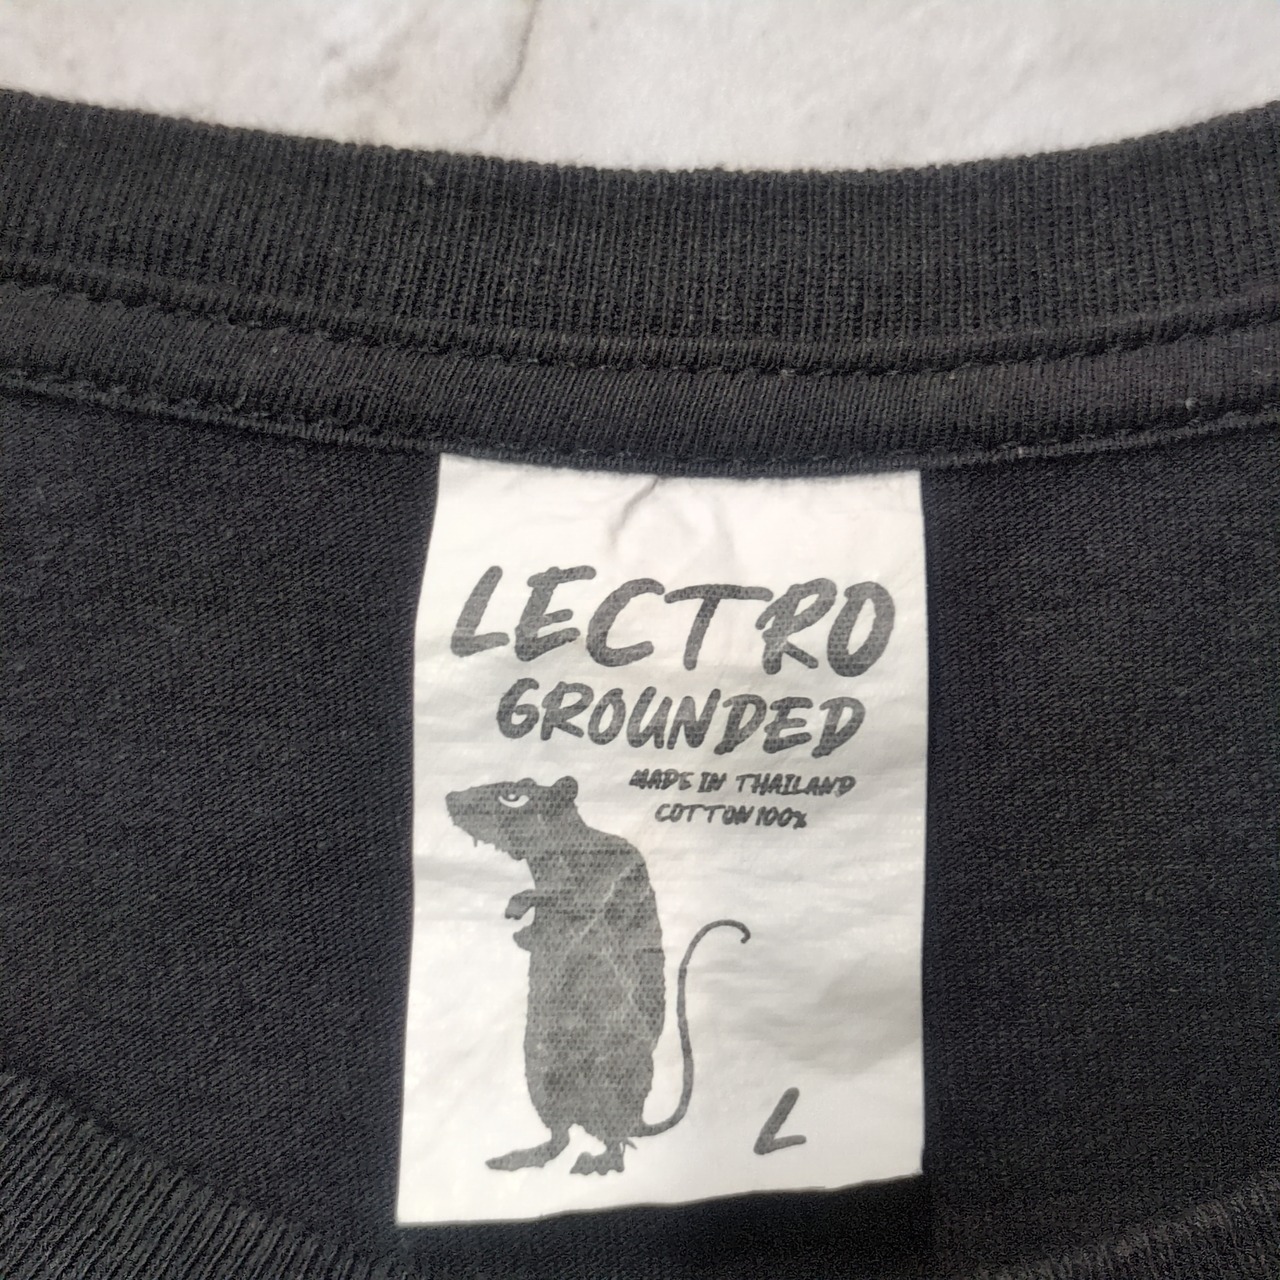 LECTRO
GROUNDED
MADE IN THAILAND
COTTON 100%
L